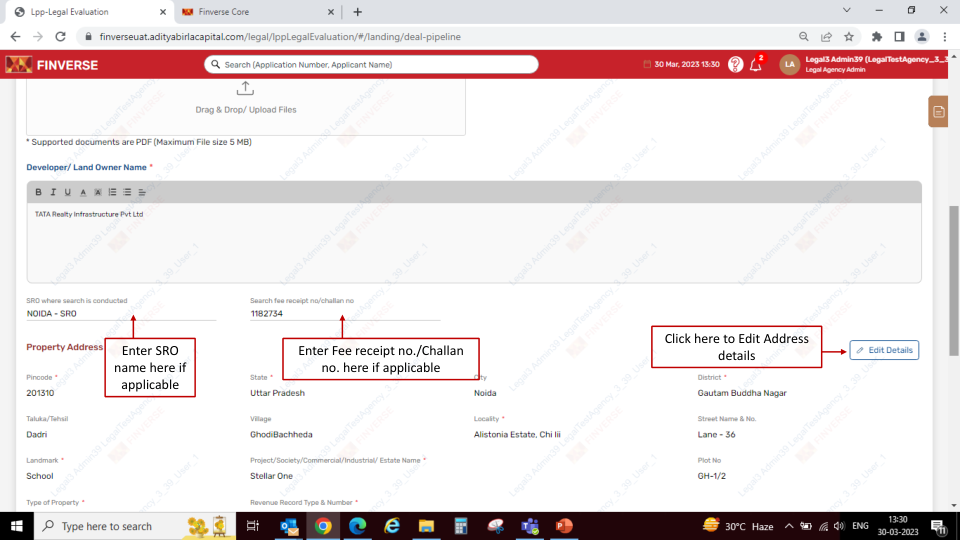 Lpp-Legal Evaluation
Finverse Core
finverseuat.adityabirlacapital.com/legal/lppLegalEvaluation/#/landing/deal-pipeline
FINVERSE
Search (Application Number, Applicant Name)
30 Mar, 2023 13:30
2
LA
Legal3 Admin39 (LegalTestAgency_3_3
Legal Agency Admin
Drag & Drop/ Upload Files
* Supported documents are PDF (Maximum File size 5 MB)
Developer/ Land Owner Name *
B I U A A
TATA Realty Infrastructure Pvt Ltd
SRO where search is conducted
Search fee receipt no/challan no
NOIDA - SRO
1182734
Property Address
Enter SRO
name here if
applicable
Enter Fee receipt no./Challan
no. here if applicable
Click here to Edit Address
details
Edit Details
Pincode *
State *
City
District *
201310
Uttar Pradesh
Noida
Gautam Buddha Nagar
Taluka/Tehsil
Village
Locality *
Street Name & No.
Dadri
GhodiBachheda
Alistonia Estate, Chi Iii
Lane - 36
Landmark *
Project/Society/Commercial/Industrial/ Estate Name *
Plot No
School
Stellar One
GH-1/2
Type of Property *
Revenue Record Type & Number *
Type here to search
30°C Haze
ENG
13:30
30-03-2023